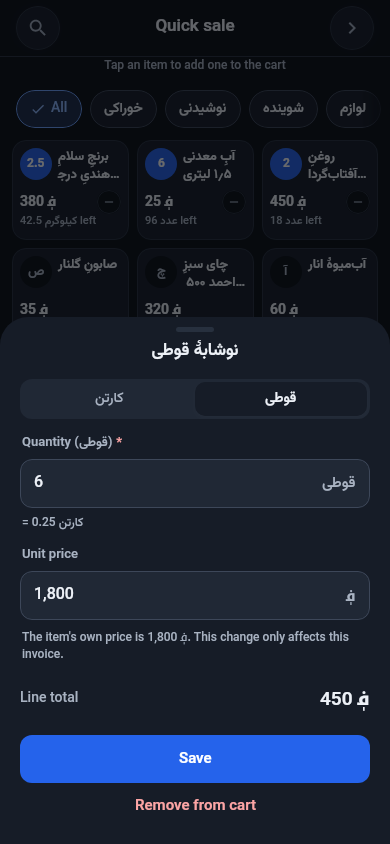 Quick sale
Tap an item to add one to the cart
All
خوراکی
نوشیدنی
شوینده
لوازم
2.5
برنجِ سلامِ
هندیِ درج…
380 ؋
42.5 کیلوگرم left
6
آبِ معدنی
۱٫۵ لیتری
25 ؋
96 عدد left
2
روغنِ
آفتاب‌گردا…
450 ؋
18 عدد left
ص
صابونِ گلنار
35 ؋
چ
چای سبزِ
احمد ۵۰۰…
320 ؋
آ
آب‌میوهٔ انار
60 ؋
نوشابهٔ قوطی
کارتن
قوطی
Quantity (قوطی) *
6
قوطی
= 0.25 کارتن
Unit price
1,800
؋
The item's own price is 1,800 ؋. This change only affects this
invoice.
Line total
450 ؋
Save
Remove from cart